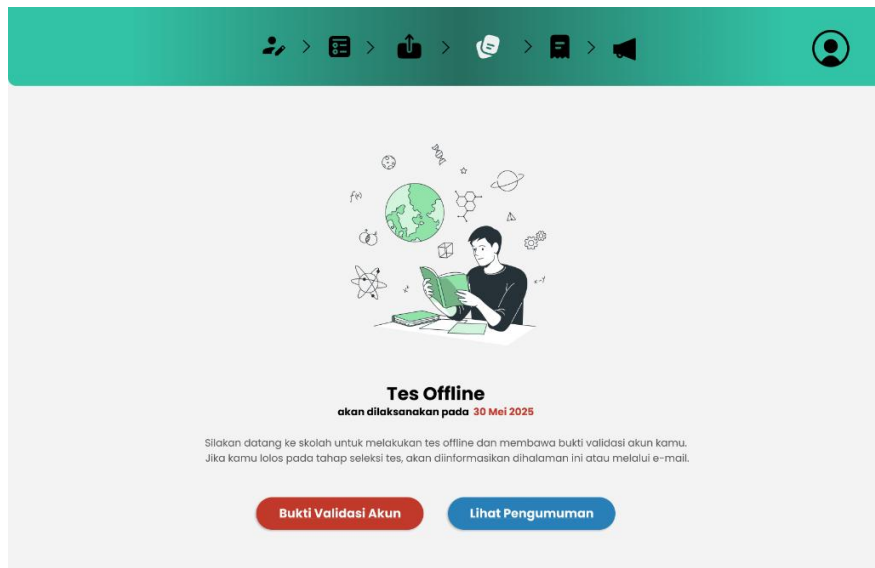 Tes Offline
akan dilaksanakan pada 30 Mei 2025
Silakan datang ke skolah untuk melakukan tes offline dan membawa bukti validasi akun kamu.
Jika kamu lolos pada tahap seleksi tes, akan diinformasikan dihalaman ini atau melalui e-mail.
Bukti Validasi Akun
Lihat Pengumuman